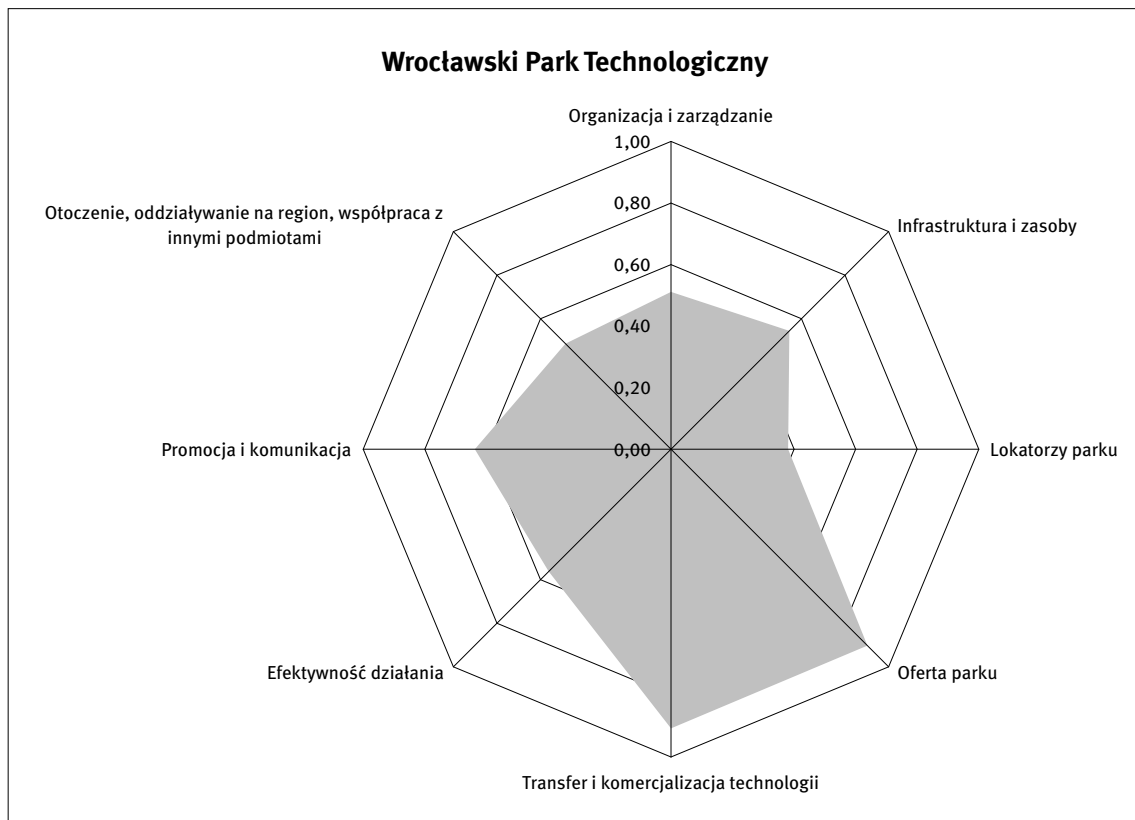 Wrocławski Park Technologiczny
Organizacja i zarządzanie
1,00
0,80
0,60
0,40
0,20
0,00
Infrastruktura i zasoby
Lokatorzy parku
Oferta parku
Transfer i komercjalizacja technologii
Efektywność działania
Promocja i komunikacja
Otoczenie, oddziaływanie na region, współpraca z
innymi podmiotami